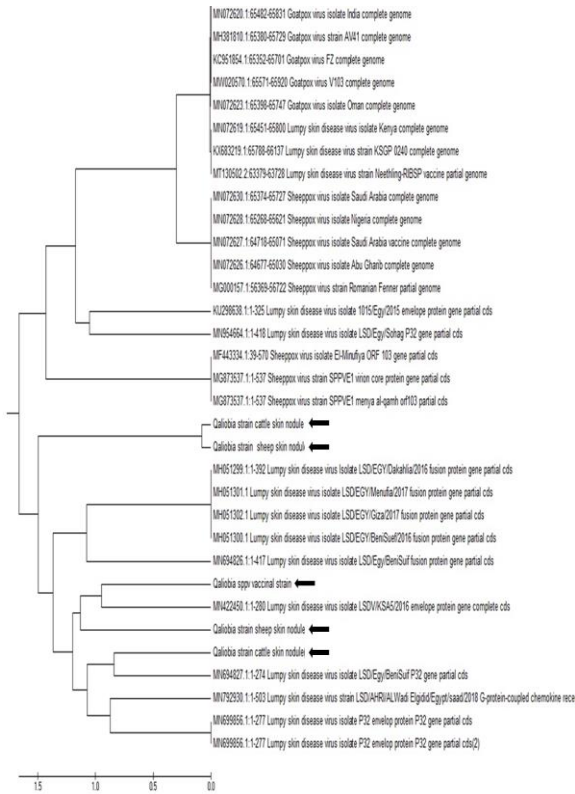 MN072620.1:65482-65831 Goatpox virus isolate India complete genome
MH381810.1:65380-65729 Goatpox virus strain AV41 complete genome
KC951854.1:65352-65701 Goatpox virus FZ complete genome
MW020570.1:65571-65920 Goatpox virus V103 complete genome
MN072623.1:65398-65747 Goatpox virus isolate Oman complete genome
MN072619.1:65451-65800 Lumpy skin disease virus isolate Kenya complete genome
KX683219.1:65788-66137 Lumpy skin disease virus strain KSGP 0240 complete genome
MT130502.2:63379-63728 Lumpy skin disease virus strain Neethling-RIBSP vaccine partial genome
MN072630.1:65374-65727 Sheeppox virus isolate Saudi Arabia complete genome
MN072628.1:65268-65621 Sheeppox virus isolate Nigeria complete genome
MN072627.1:64718-65071 Sheeppox virus isolate Saudi Arabia vaccine complete genome
MN072626.1:64677-65030 Sheeppox virus isolate Abu Gharib complete genome
MG000157.1:56369-56722 Sheeppox virus strain Romanian Fenner partial genome
KU298638.1:1-325 Lumpy skin disease virus isolate 1015/Egy/2015 envelope protein gene partial cds
MN954664.1:1-418 Lumpy skin disease virus isolate LSD/Egy/Sohag P32 gene partial cds
MF443334.1:39-570 Sheeppox virus isolate El-Minufiya ORF 103 gene partial cds
MG873537.1:1-537 Sheeppox virus strain SPPVE1 virion core protein gene partial cds
MG873537.1:1-537 Sheeppox virus strain SPPVE1 menya al-qamh orf103 partial cds
Qaliobia strain cattle skin nodule
Qaliobia strain sheep skin nodule
MH051299.1:1-392 Lumpy skin disease virus Isolate LSD/EGY/Dakahlia/2016 fusion protein gene partial cds
MH051301.1 Lumpy skin disease virus isolate LSD/EGY/Menufia/2017 fusion protein gene partial cds
MH051302.1 Lumpy skin disease virus isolate LSD/EGY/Giza/2017 fusion protein gene partial cds
MH051300.1 Lumpy skin disease virus isolate LSD/EGY/BeniSuef/2016 fusion protein gene partial cds
MN694826.1:1-417 Lumpy skin disease virus isolate LSD/Egy/BeniSuif fusion protein gene partial cds
Qaliobia sppv vaccinal strain
MN422450.1:1-280 Lumpy skin disease virus isolate LSDV/KSA5/2016 envelope protein gene complete cds
Qaliobia strain sheep skin nodule
Qaliobia strain cattle skin nodule
MN694827.1:1-274 Lumpy skin disease virus isolate LSD/Egy/BeniSuif P32 gene partial cds
MN792930.1:1-503 Lumpy skin disease virus strain LSD/AHRI/ALWadi Elgidid/Egypt/saad/2018 G-protein-coupled chemokine rece
MN699856.1:1-277 Lumpy skin disease virus isolate P32 envelop protein P32 gene partial cds
MN699856.1:1-277 Lumpy skin disease virus isolate P32 envelop protein P32 gene partial cds(2)
1.5 1.0 0.5 0.0